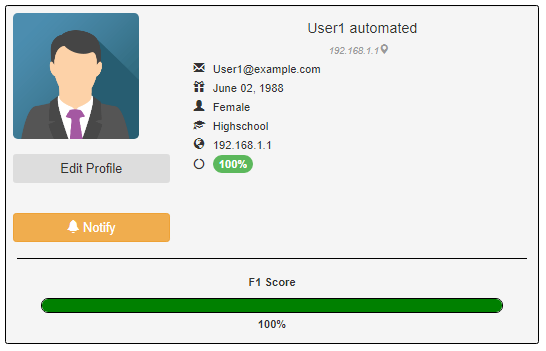 User1 automated
192.168.1.1
User1@example.com
June 02, 1988
Female
Highschool
192.168.1.1
100%
Edit Profile
Notify
F1 Score
100%